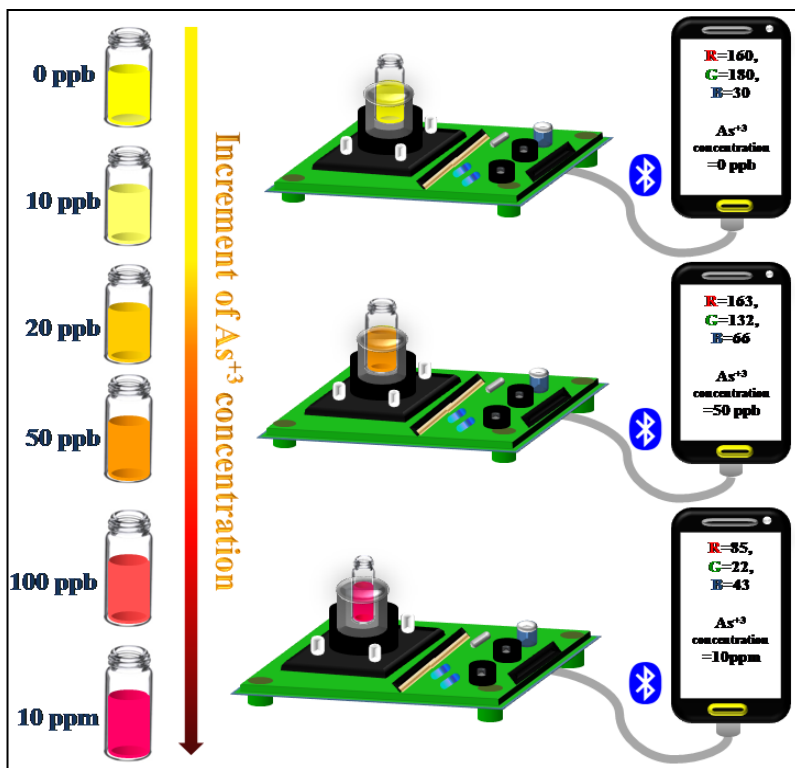 0 ppb
10 ppb
20 ppb
50 ppb
100 ppb
10 ppm
Increment of As+3 concentration
R=160,
G=180,
B=30
As+3
concentration
=0 ppb
R=163,
G=132,
B=66
As+3
concentration
=50 ppb
R=85,
G=22,
B=43
As+3
concentration
=10ppm